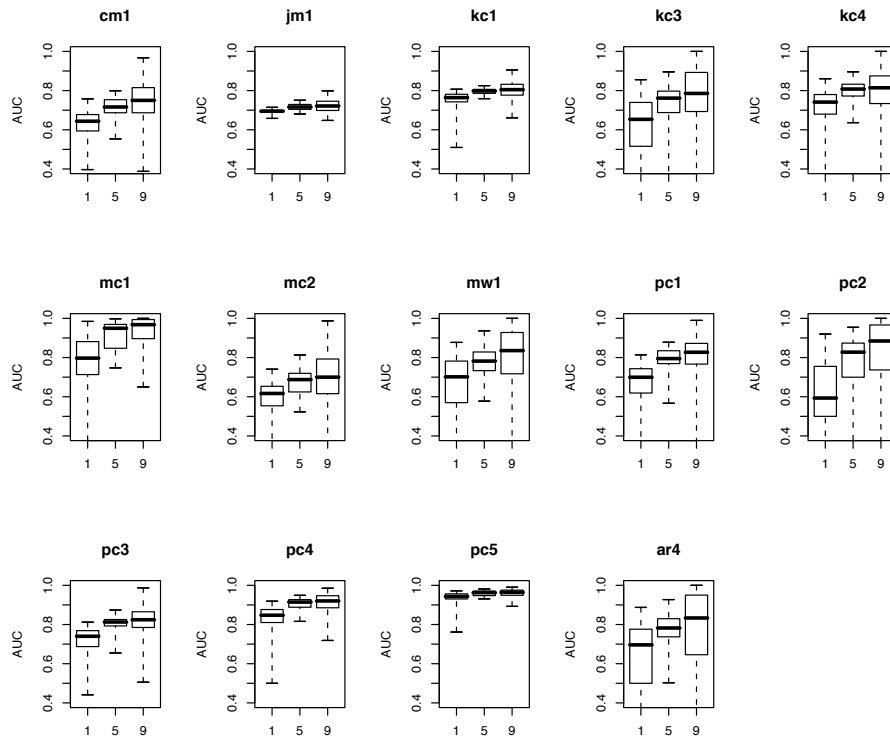 cm1 jm1 kc1 kc3 kc4
AUC AUC AUC AUC AUC
1.0 1.0 1.0 1.0 1.0
0.8 0.8 0.8 0.8 0.8
0.6 0.6 0.6 0.6 0.6
0.4 0.4 0.4 0.4 0.4
1 5 9 1 5 9 1 5 9 1 5 9 1 5 9
mc1 mc2 mw1 pc1 pc2
AUC AUC AUC AUC AUC
1.0 1.0 1.0 1.0 1.0
0.8 0.8 0.8 0.8 0.8
0.6 0.6 0.6 0.6 0.6
0.4 0.4 0.4 0.4 0.4
1 5 9 1 5 9 1 5 9 1 5 9 1 5 9
pc3 pc4 pc5 ar4
AUC AUC AUC AUC
1.0 1.0 1.0 1.0
0.8 0.8 0.8 0.8
0.6 0.6 0.6 0.6
0.4 0.4 0.4 0.4
1 5 9 1 5 9 1 5 9 1 5 9